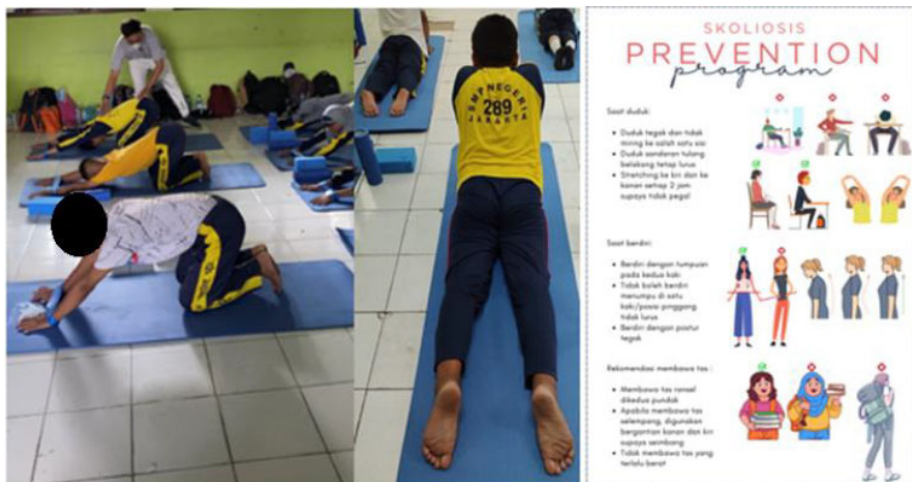 SMP NEGERI
289
JAKARTA
SKOLIOSIS
PREVENTION
program
Saat duduk:
Duduk tegak dan tidak
miring ke salah satu sisi
Duduk sandaran tulang
belakang tetap lurus
Stretching ke kiri dan ke
kanan setiap 2 jam
supaya tidak pegal
Saat berdiri:
Berdiri dengan tumpuan
pada kedua kaki
Tidak boleh berdiri
menumpu di satu
kaki/posisi pinggang
tidak lurus
Berdiri dengan postur
tegak
Rekomendasi membawa tas :
Membawa tas ransel
dikedua pundak
Apabila membawa tas
selempang, digunakan
bergantian kanan dan kiri
supaya seimbang
Tidak membawa tas yang
terlalu berat